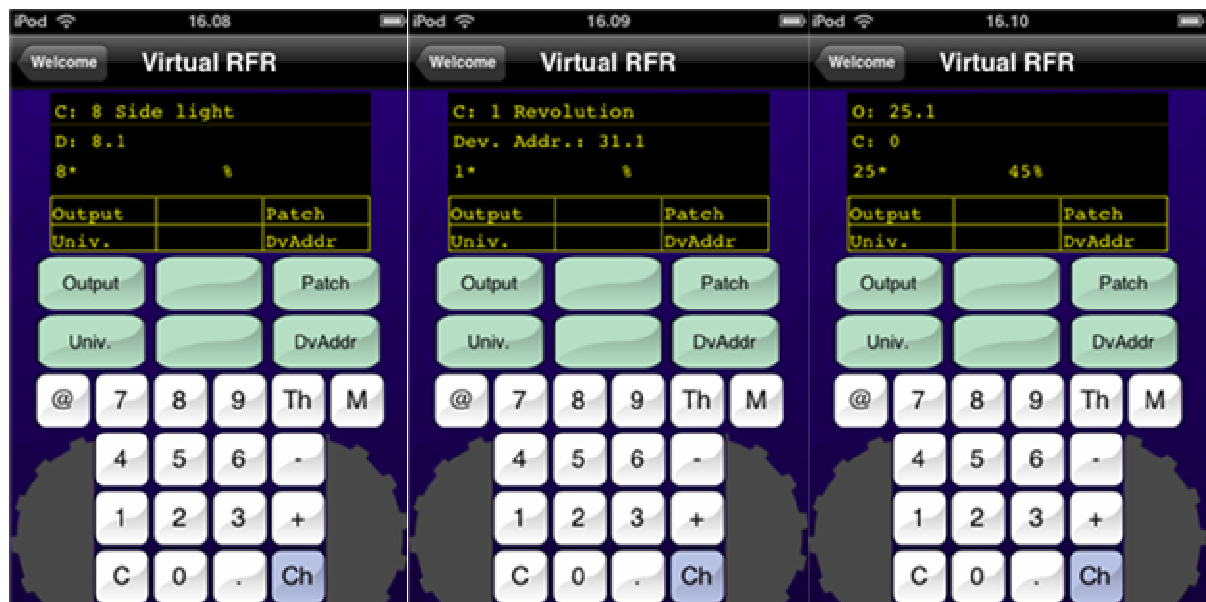 iPod 16.08
Welcome Virtual RFR
C: 8 Side light
D: 8.1
8* %
Output Patch
Univ. DvAddr
Output Patch
Univ. DvAddr
@ 7 8 9 Th M
4 5 6 -
1 2 3 +
C 0 . Ch
iPod 16.09
Welcome Virtual RFR
C: 1 Revolution
Dev. Addr.: 31.1
1* %
Output Patch
Univ. DvAddr
Output Patch
Univ. DvAddr
@ 7 8 9 Th M
4 5 6 -
1 2 3 +
C 0 . Ch
iPod 16.10
Welcome Virtual RFR
O: 25.1
C: 0
25* 45%
Output Patch
Univ. DvAddr
Output Patch
Univ. DvAddr
@ 7 8 9 Th M
4 5 6 -
1 2 3 +
C 0 . Ch